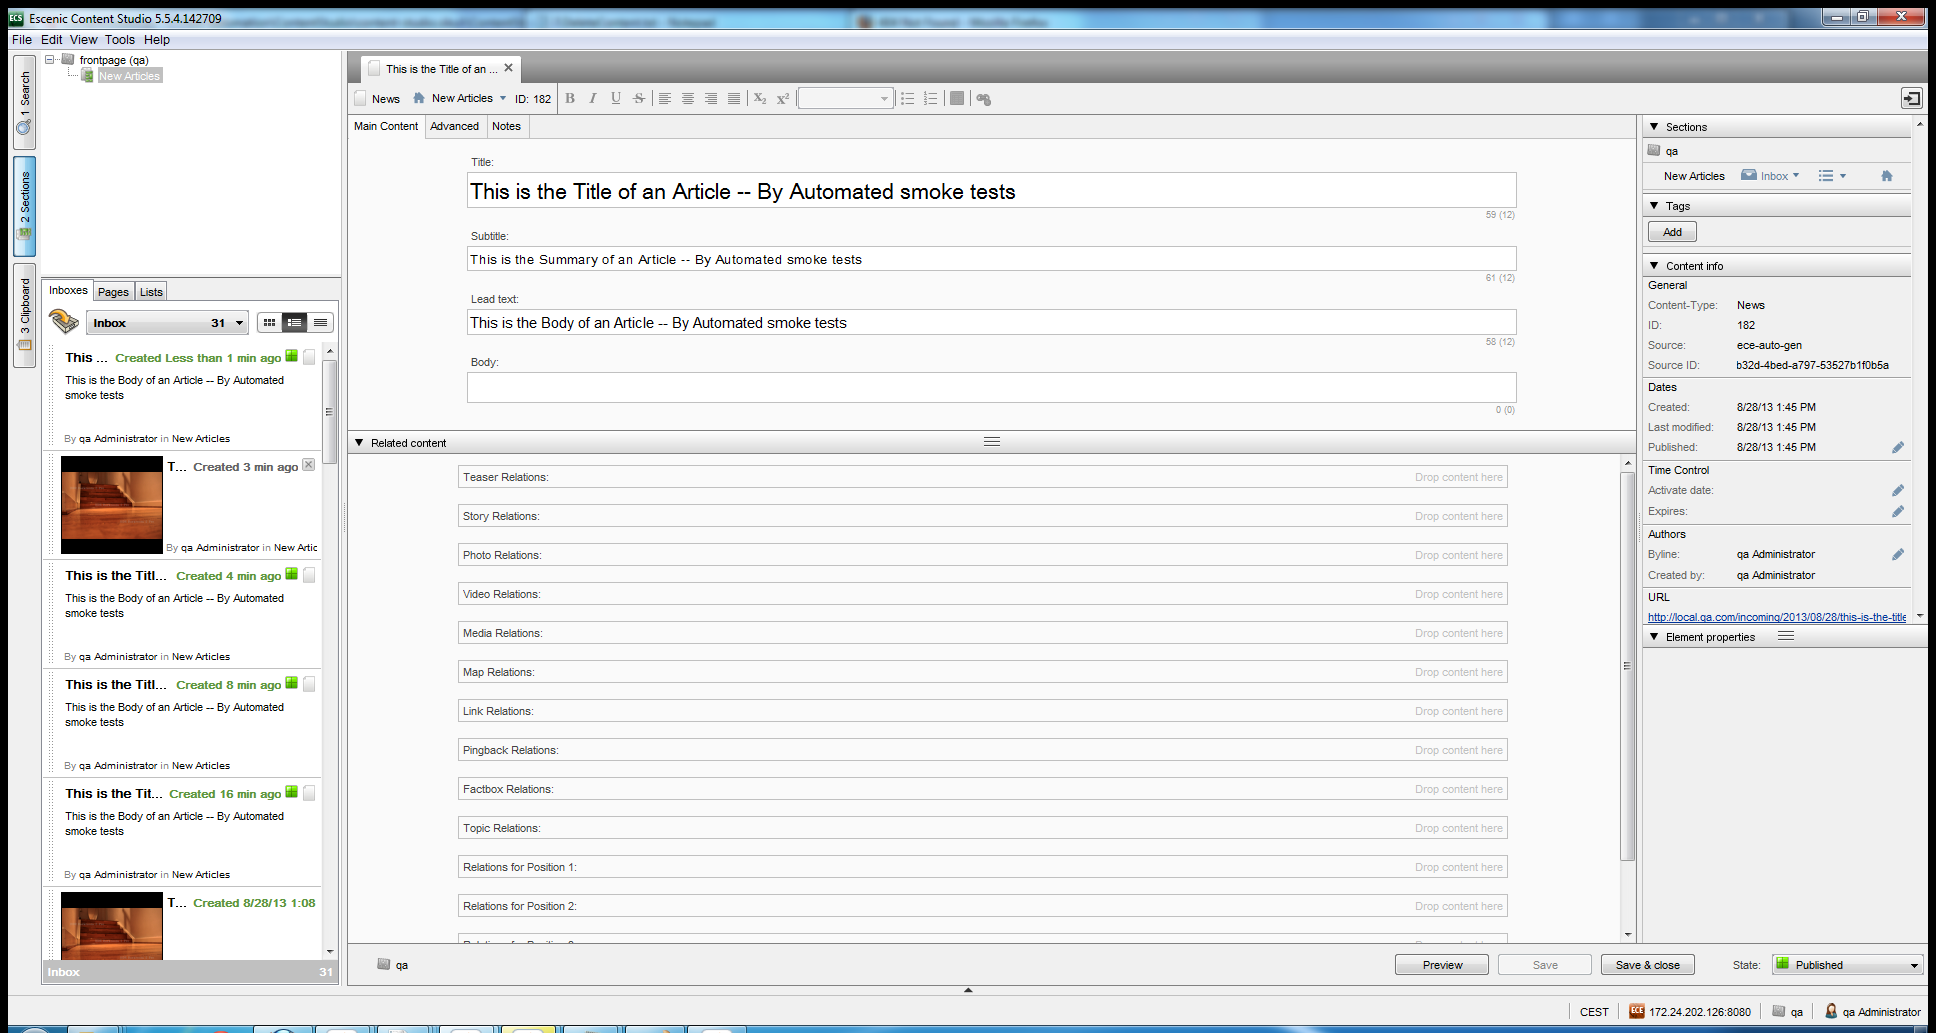 Escenic Content Studio 5.5.4.142709
File Edit View Tools Help
1 Search
2 Sections
3 Clipboard
frontpage (qa)
New Articles
Inboxes Pages Lists
Inbox 31
This ... Created Less than 1 min ago
This is the Body of an Article -- By Automated
smoke tests
By qa Administrator in New Articles
T... Created 3 min ago
By qa Administrator in New Artic
This is the Titl... Created 4 min ago
This is the Body of an Article -- By Automated
smoke tests
By qa Administrator in New Articles
This is the Titl... Created 8 min ago
This is the Body of an Article -- By Automated
smoke tests
By qa Administrator in New Articles
This is the Tit... Created 16 min ago
This is the Body of an Article -- By Automated
smoke tests
By qa Administrator in New Articles
T... Created 8/28/13 1:08
Inbox 31
This is the Title of an ...
News New Articles ID: 182 B I U S X2 X2
Main Content Advanced Notes
Title:
This is the Title of an Article -- By Automated smoke tests
59 (12)
Subtitle:
This is the Summary of an Article -- By Automated smoke tests
61 (12)
Lead text:
This is the Body of an Article -- By Automated smoke tests
58 (12)
Body:
0 (0)
Related content
Teaser Relations: Drop content here
Story Relations: Drop content here
Photo Relations: Drop content here
Video Relations: Drop content here
Media Relations: Drop content here
Map Relations: Drop content here
Link Relations: Drop content here
Pingback Relations: Drop content here
Factbox Relations: Drop content here
Topic Relations: Drop content here
Relations for Position 1: Drop content here
Relations for Position 2: Drop content here
qa
Preview Save Save & close State: Published
Sections
qa
New Articles Inbox
Tags
Add
Content info
General
Content-Type: News
ID: 182
Source: ece-auto-gen
Source ID: b32d-4bed-a797-53527b1f0b5a
Dates
Created: 8/28/13 1:45 PM
Last modified: 8/28/13 1:45 PM
Published: 8/28/13 1:45 PM
Time Control
Activate date:
Expires:
Authors
Byline: qa Administrator
Created by: qa Administrator
URL
http://local.qa.com/incoming/2013/08/28/this-is-the-title
Element properties
CEST ECE 172.24.202.126:8080 qa qa Administrator